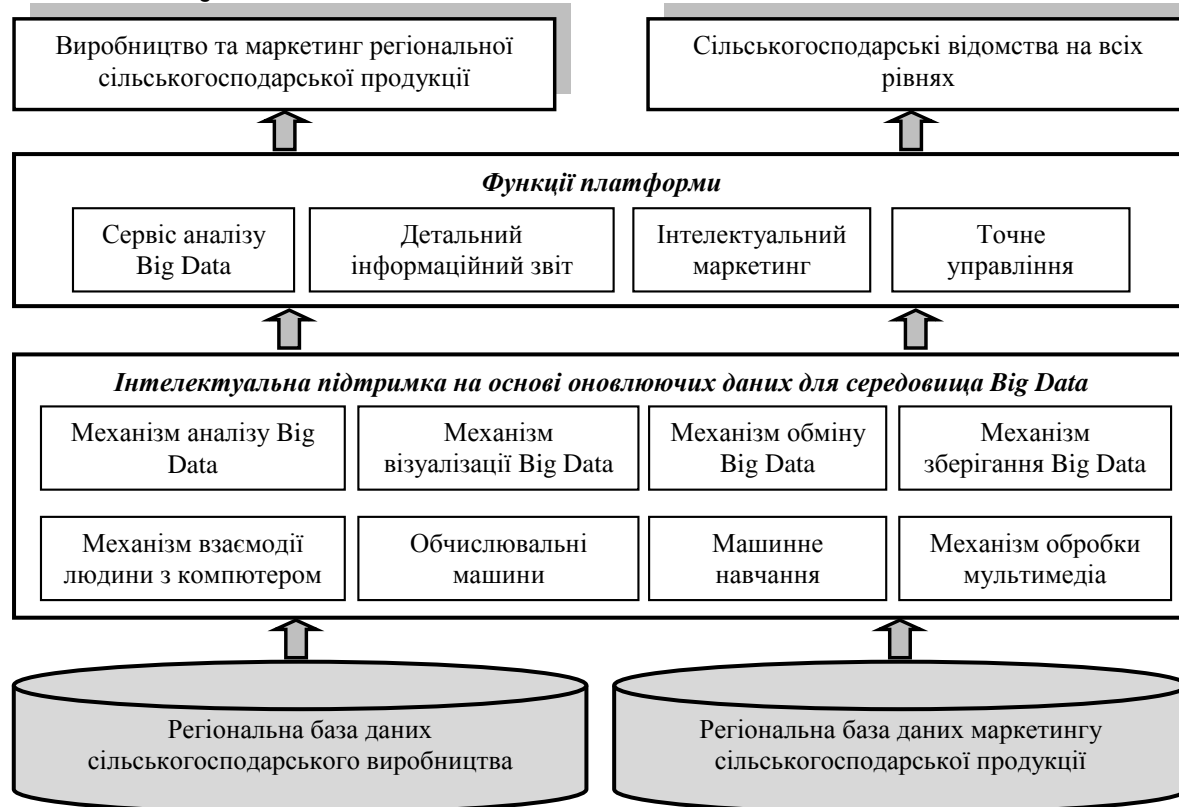 Виробництво та маркетинг регіональної
сільськогосподарської продукції
Сільськогосподарські відомства на всіх
рівнях
Функції платформи
Сервіс аналізу
Big Data
Детальний
інформаційний звіт
Інтелектуальний
маркетинг
Точне
управління
Інтелектуальна підтримка на основі оновлюючих даних для середовища Big Data
Механізм аналізу Big
Data
Механізм
візуалізації Big Data
Механізм обміну
Big Data
Механізм
зберігання Big Data
Механізм взаємодії
людини з компютером
Обчислювальні
машини
Машинне
навчання
Механізм обробки
мультимедіа
Регіональна база даних
сільськогосподарського виробництва
Регіональна база даних маркетингу
сільськогосподарської продукції